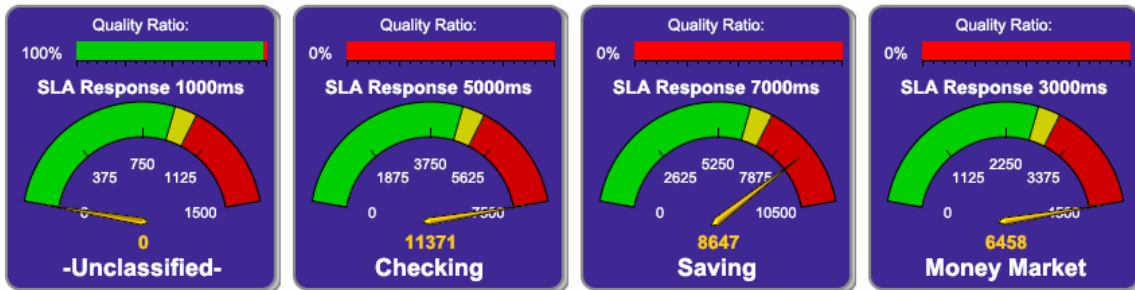 Quality Ratio:
100%
SLA Response 1000ms
750
375 1125
0 1500
0
-Unclassified-
Quality Ratio:
0%
SLA Response 5000ms
3750
1875 5625
0 7500
11371
Checking
Quality Ratio:
0%
SLA Response 7000ms
5250
2625 7875
0 10500
8647
Saving
Quality Ratio:
0%
SLA Response 3000ms
2250
1125 3375
0 4500
6458
Money Market